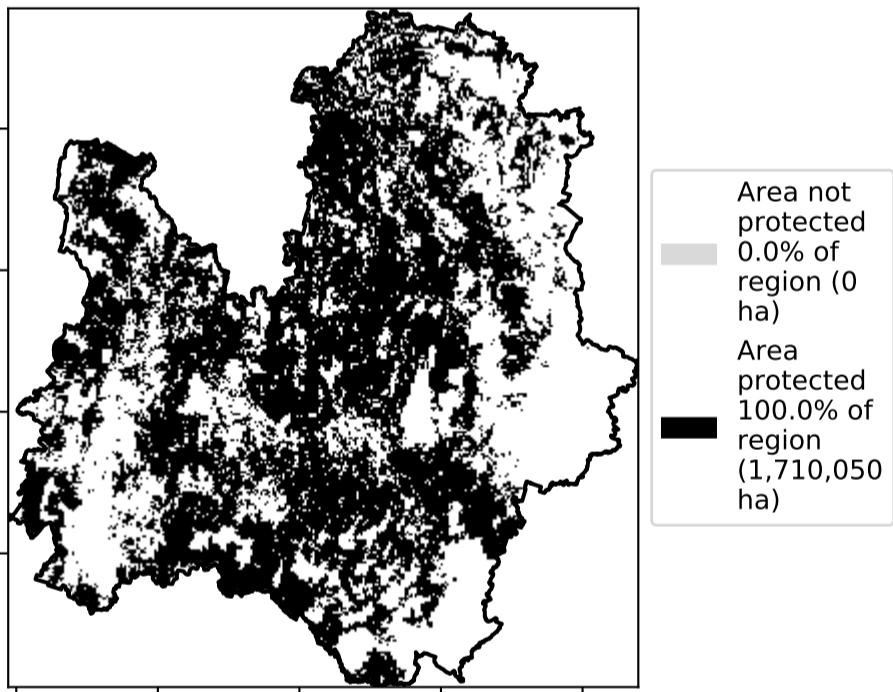 Area not
protected
0.0% of
region (0
ha)
Area
protected
100.0% of
region
(1,710,050
ha)